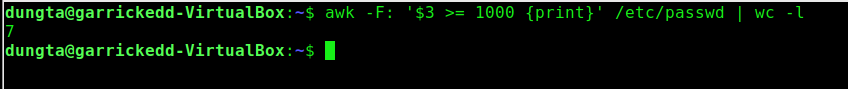 dungta@garrickedd-VirtualBox:~$ awk -F: '$3 >= 1000 {print}' /etc/passwd | wc -l
7
dungta@garrickedd-VirtualBox:~$